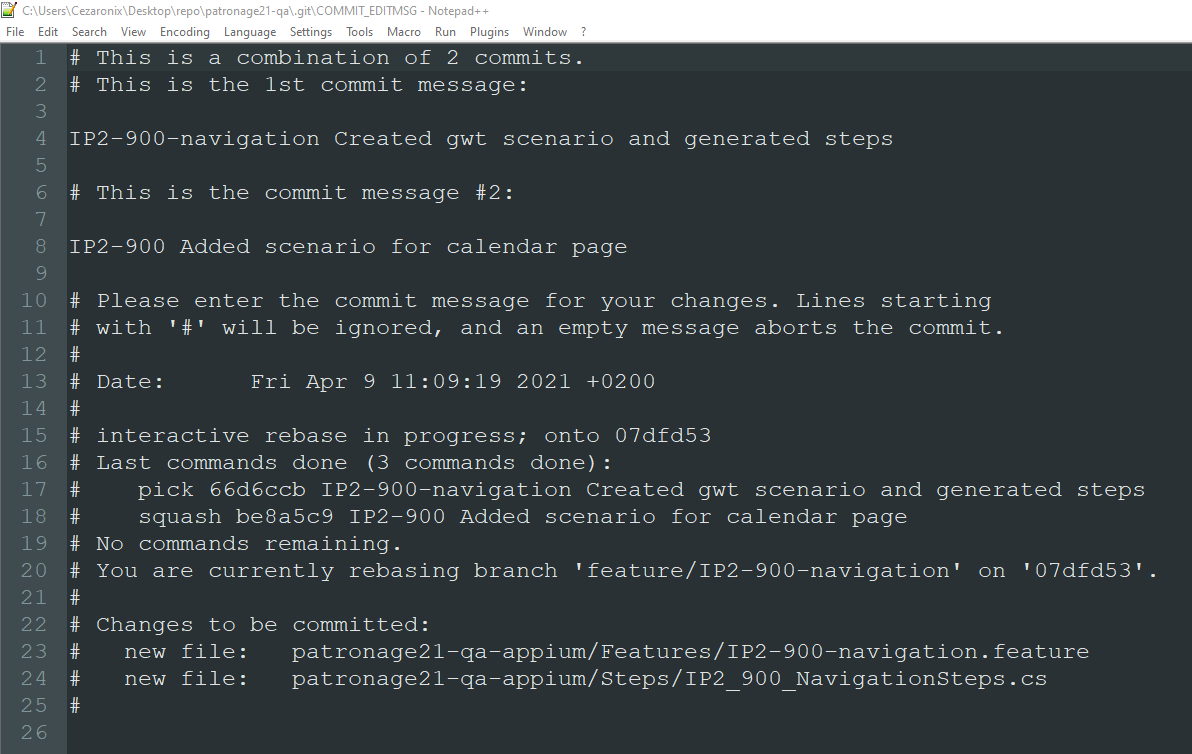 C:\Users\Cezaronix\Desktop\repo\patronage21-qa\.git\COMMIT_EDITMSG - Notepad++
File Edit Search View Encoding Language Settings Tools Macro Run Plugins Window ?
1 # This is a combination of 2 commits.
2 # This is the 1st commit message:
3
4 IP2-900-navigation Created gwt scenario and generated steps
5
6 # This is the commit message #2:
7
8 IP2-900 Added scenario for calendar page
9
10 # Please enter the commit message for your changes. Lines starting
11 # with '#' will be ignored, and an empty message aborts the commit.
12 #
13 # Date:      Fri Apr 9 11:09:19 2021 +0200
14 #
15 # interactive rebase in progress; onto 07dfd53
16 # Last commands done (3 commands done):
17 #    pick 66d6ccb IP2-900-navigation Created gwt scenario and generated steps
18 #    squash be8a5c9 IP2-900 Added scenario for calendar page
19 # No commands remaining.
20 # You are currently rebasing branch 'feature/IP2-900-navigation' on '07dfd53'.
21 #
22 # Changes to be committed:
23 #   new file:   patronage21-qa-appium/Features/IP2-900-navigation.feature
24 #   new file:   patronage21-qa-appium/Steps/IP2_900_NavigationSteps.cs
25 #
26